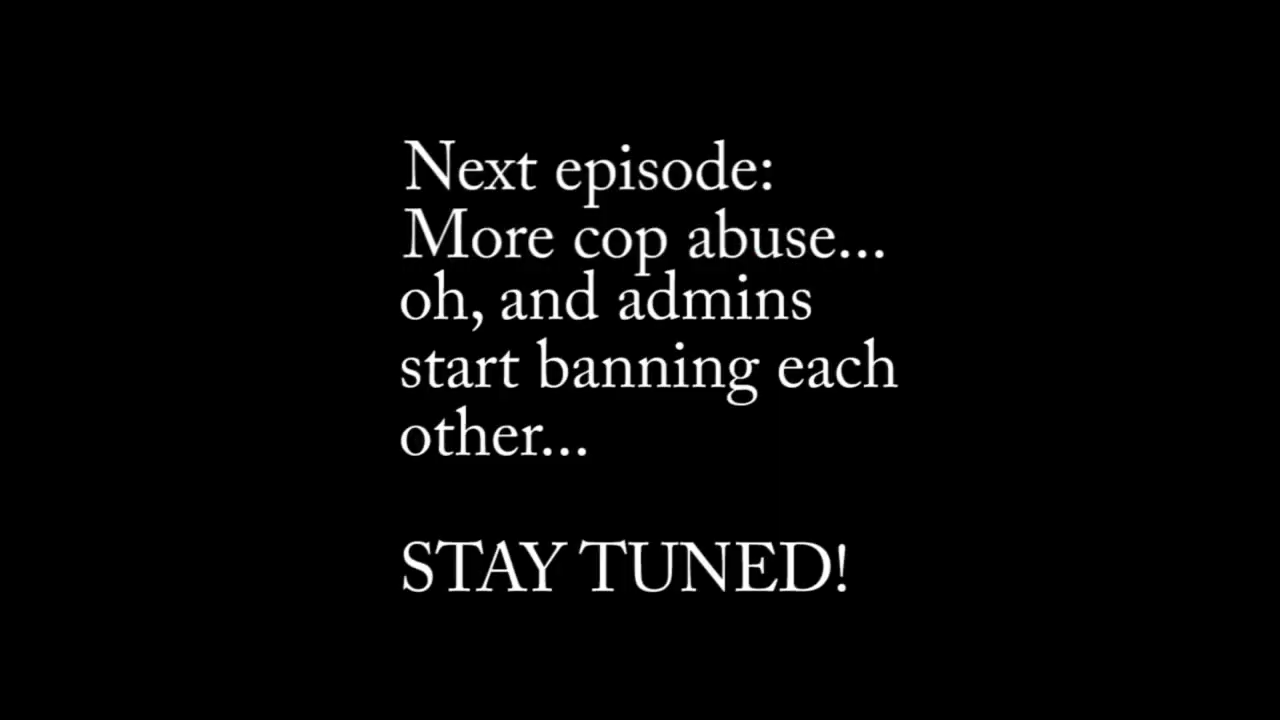 Next episode:
More cop abuse...
oh, and admins
start banning each
other...
STAY TUNED!